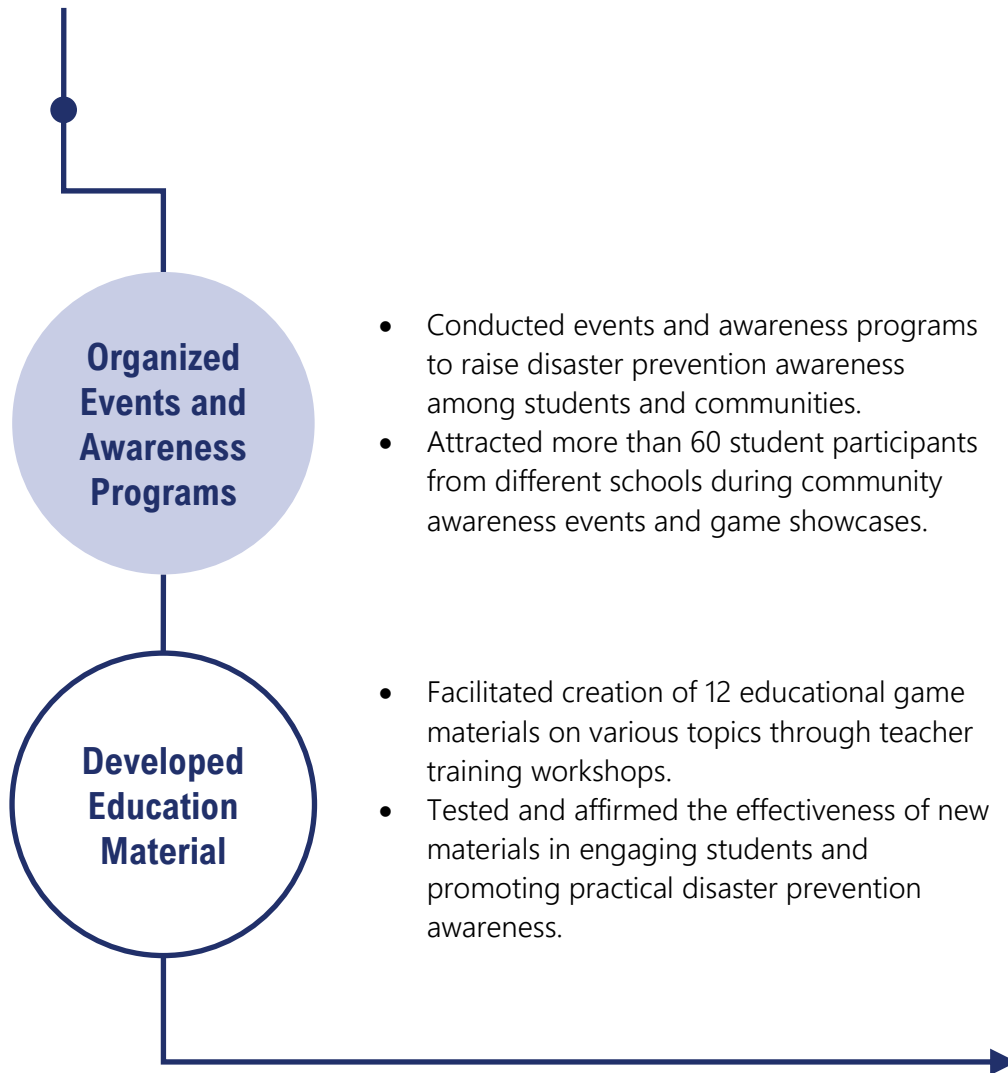 Organized
Events and
Awareness
Programs
• Conducted events and awareness programs
to raise disaster prevention awareness
among students and communities.
• Attracted more than 60 student participants
from different schools during community
awareness events and game showcases.
Developed
Education
Material
• Facilitated creation of 12 educational game
materials on various topics through teacher
training workshops.
• Tested and affirmed the effectiveness of new
materials in engaging students and
promoting practical disaster prevention
awareness.